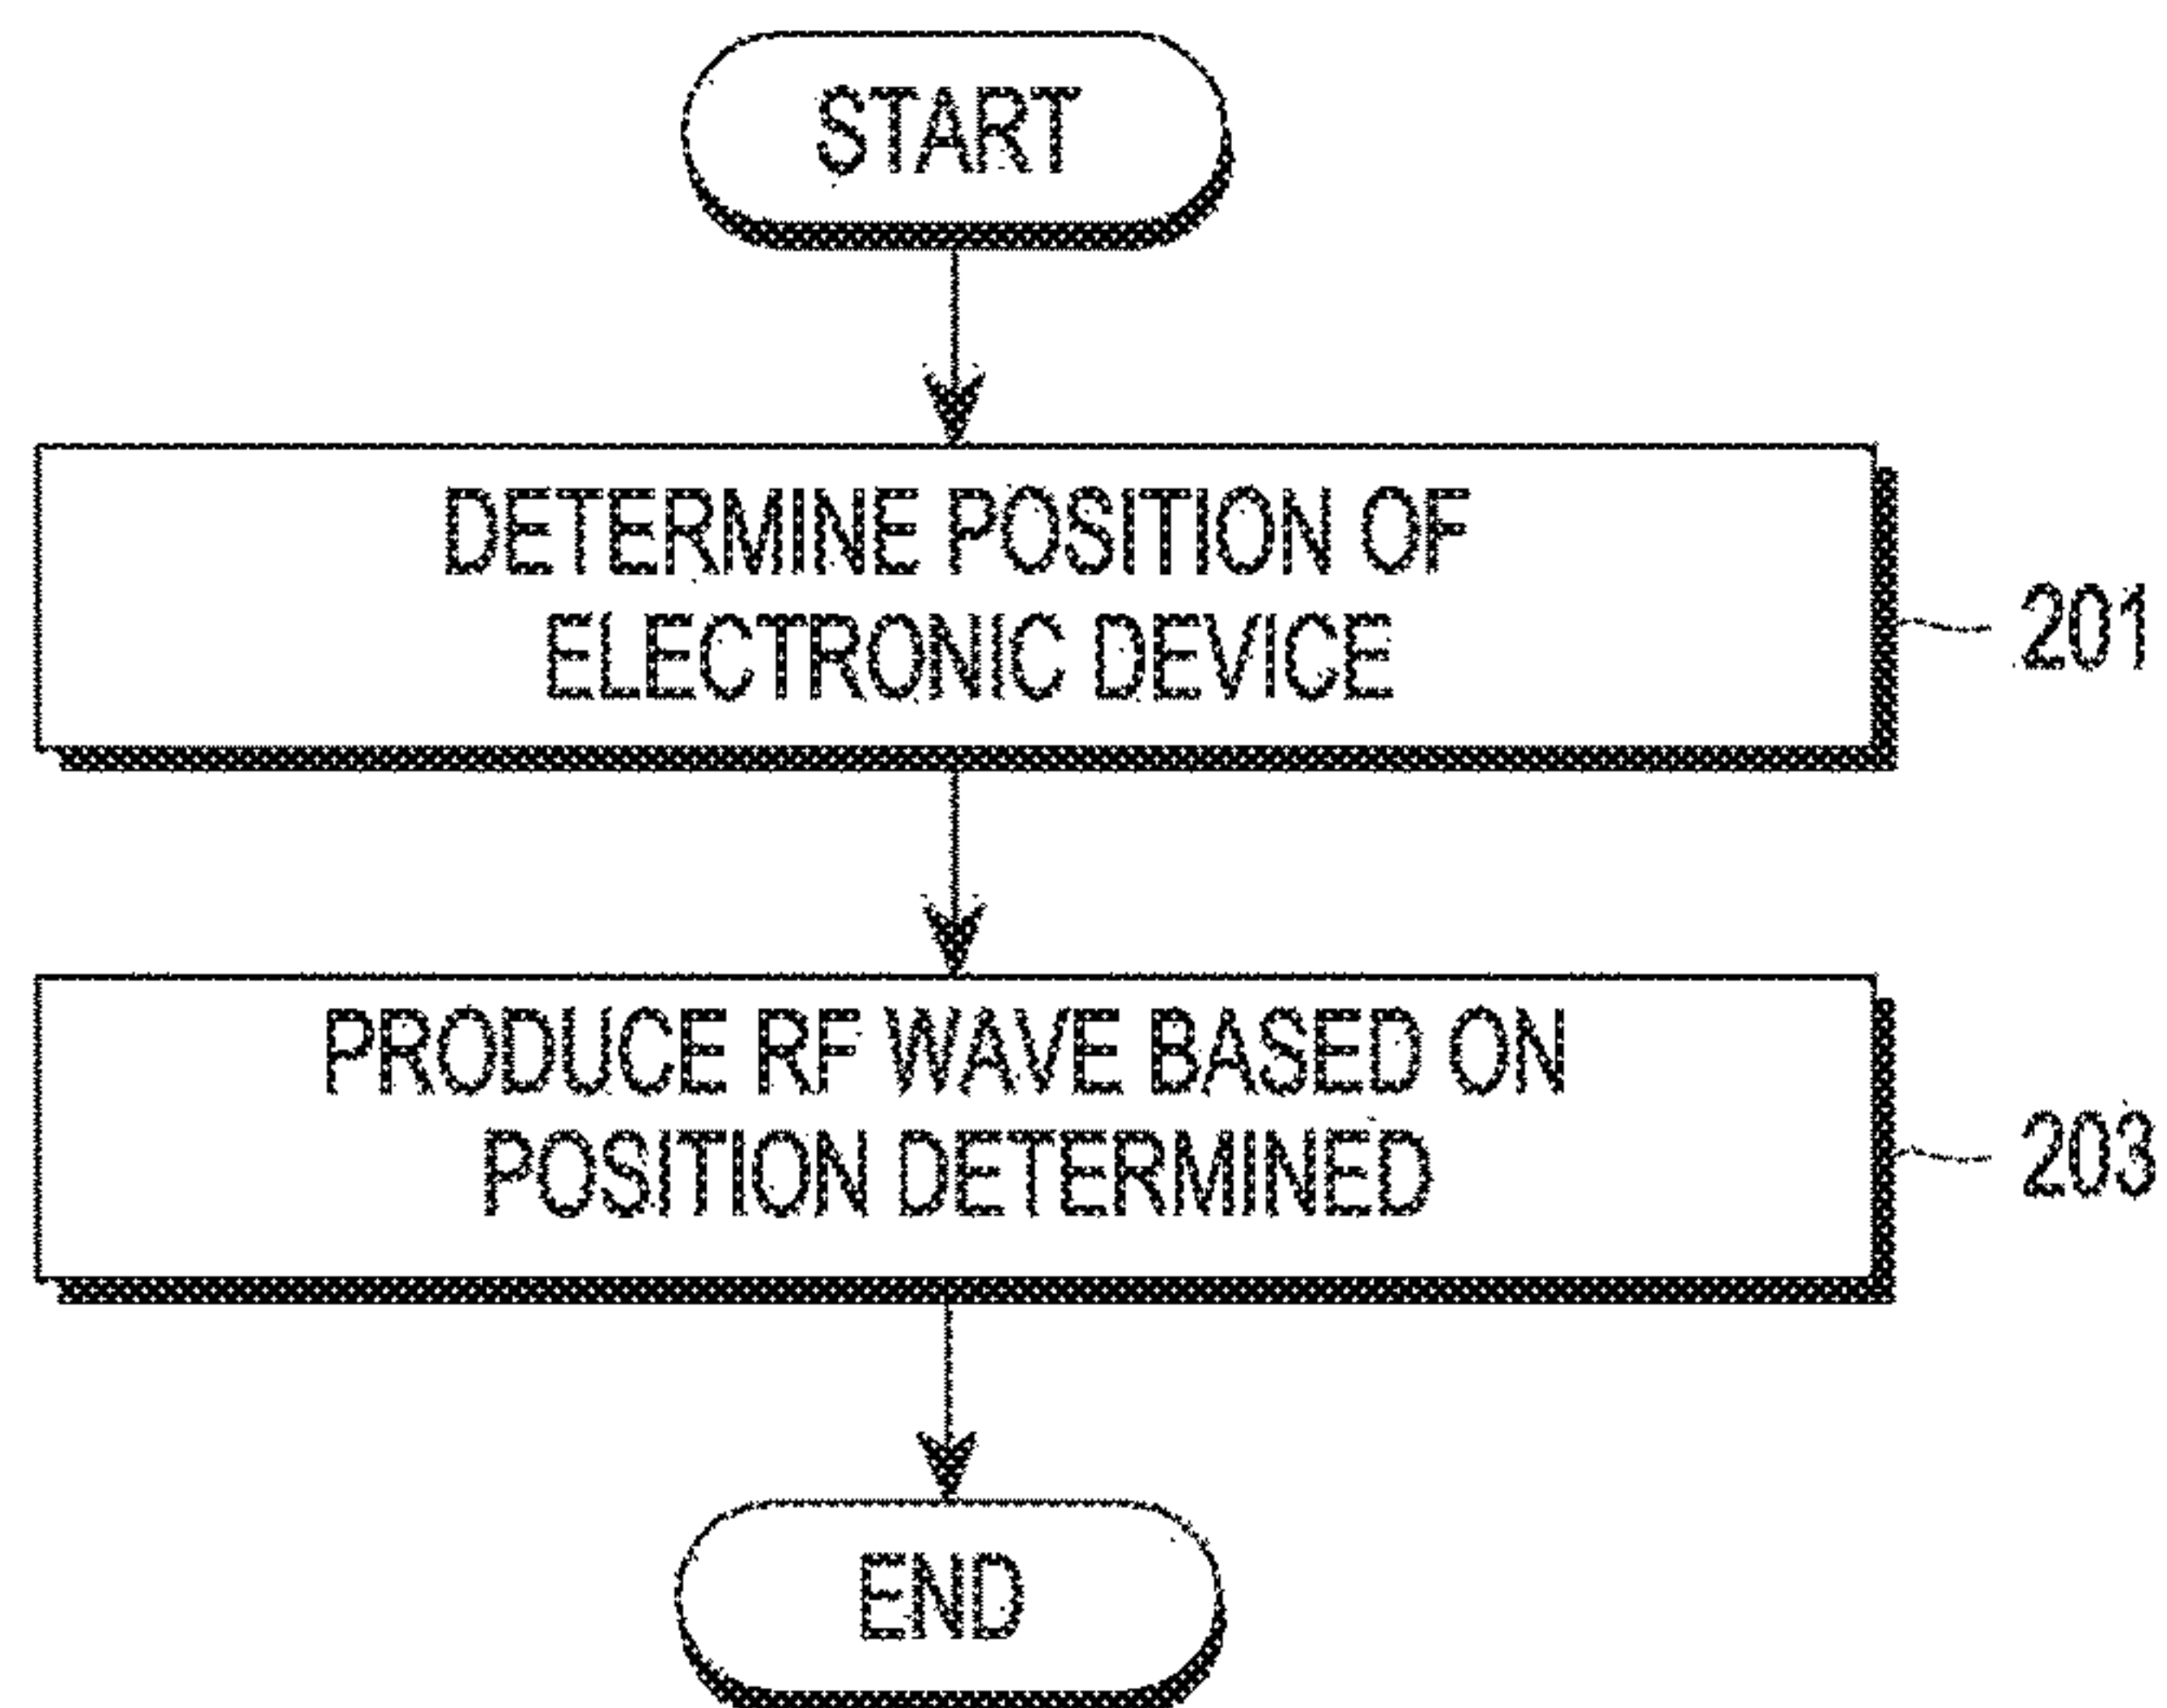 START
DETERMINE POSITION OF
ELECTRONIC DEVICE
201
PRODUCE RF WAVE BASED ON
POSITION DETERMINED
203
END